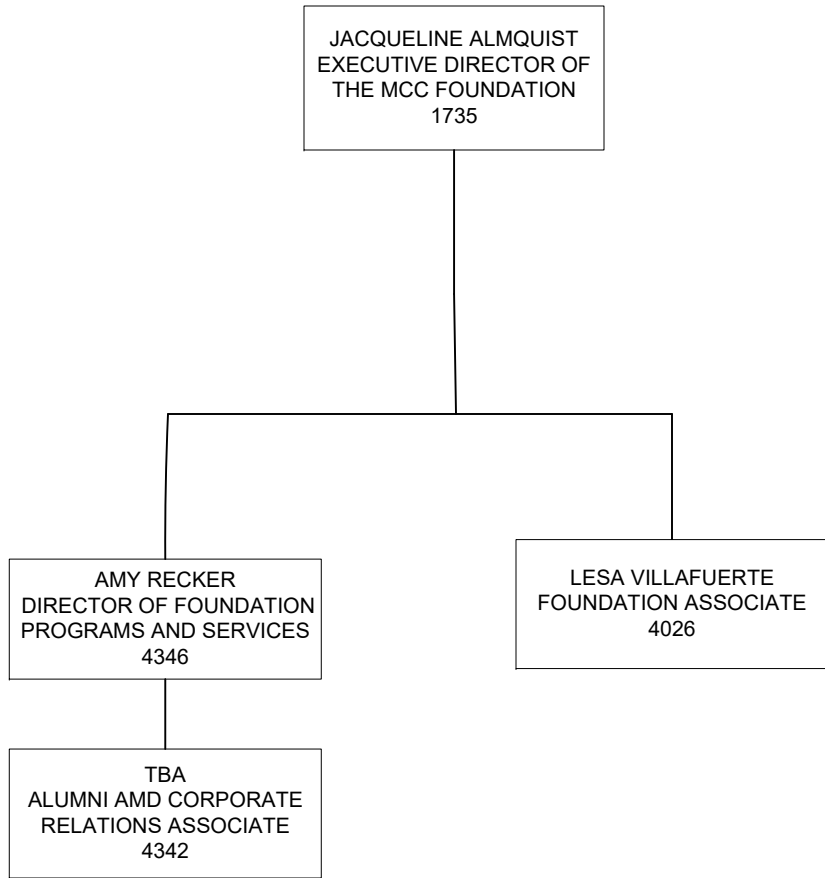 JACQUELINE ALMQUIST
EXECUTIVE DIRECTOR OF
THE MCC FOUNDATION
1735
AMY RECKER
DIRECTOR OF FOUNDATION
PROGRAMS AND SERVICES
4346
LESA VILLAFUERTE
FOUNDATION ASSOCIATE
4026
TBA
ALUMNI AMD CORPORATE
RELATIONS ASSOCIATE
4342